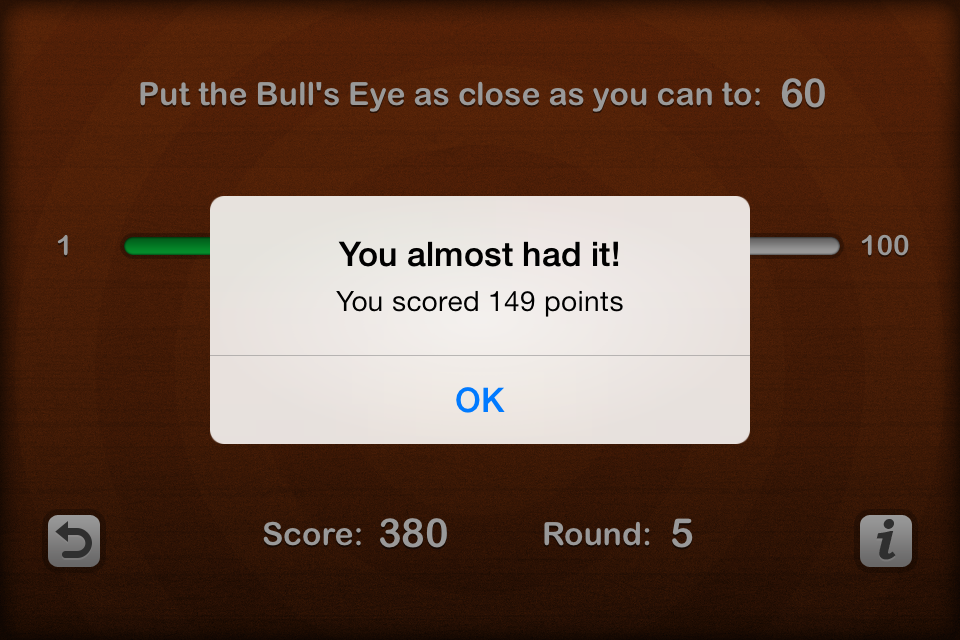 Put the Bull's Eye as close as you can to: 60
1
100
You almost had it!
You scored 149 points
OK
Score: 380
Round: 5
i